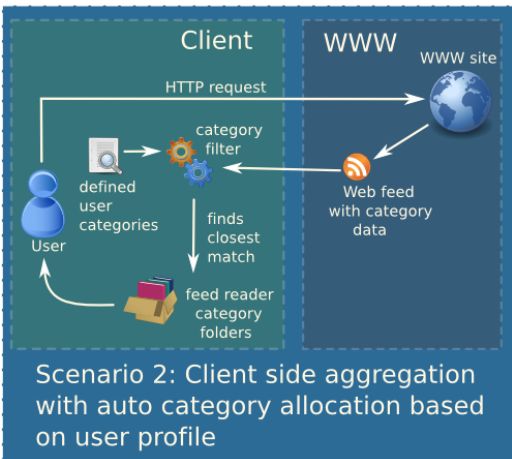 Client
WWW
WWW site
HTTP request
category
filter
defined
user
categories
Web feed
with category
data
User
finds
closest
match
feed reader
category
folders
Scenario 2: Client side aggregation
with auto category allocation based
on user profile